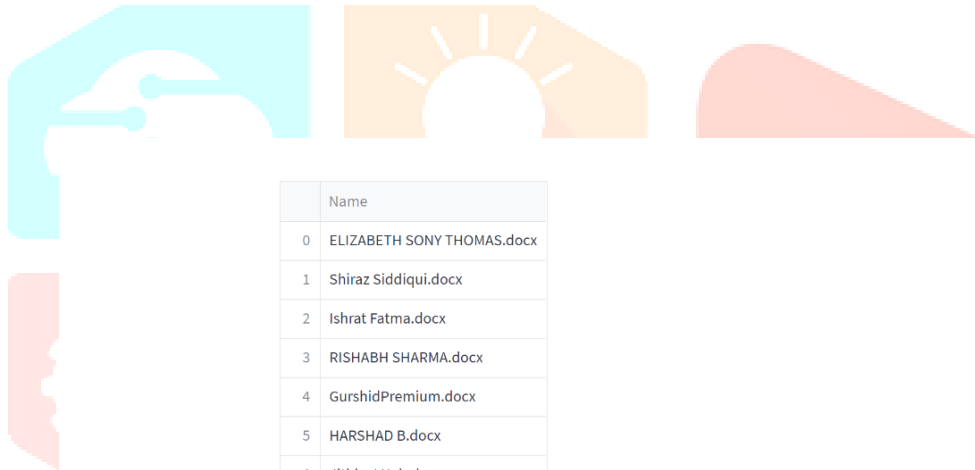 Name
0 ELIZABETH SONY THOMAS.docx
1 Shiraz Siddiqui.docx
2 Ishrat Fatma.docx
3 RISHABH SHARMA.docx
4 GurshidPremium.docx
5 HARSHAD B.docx